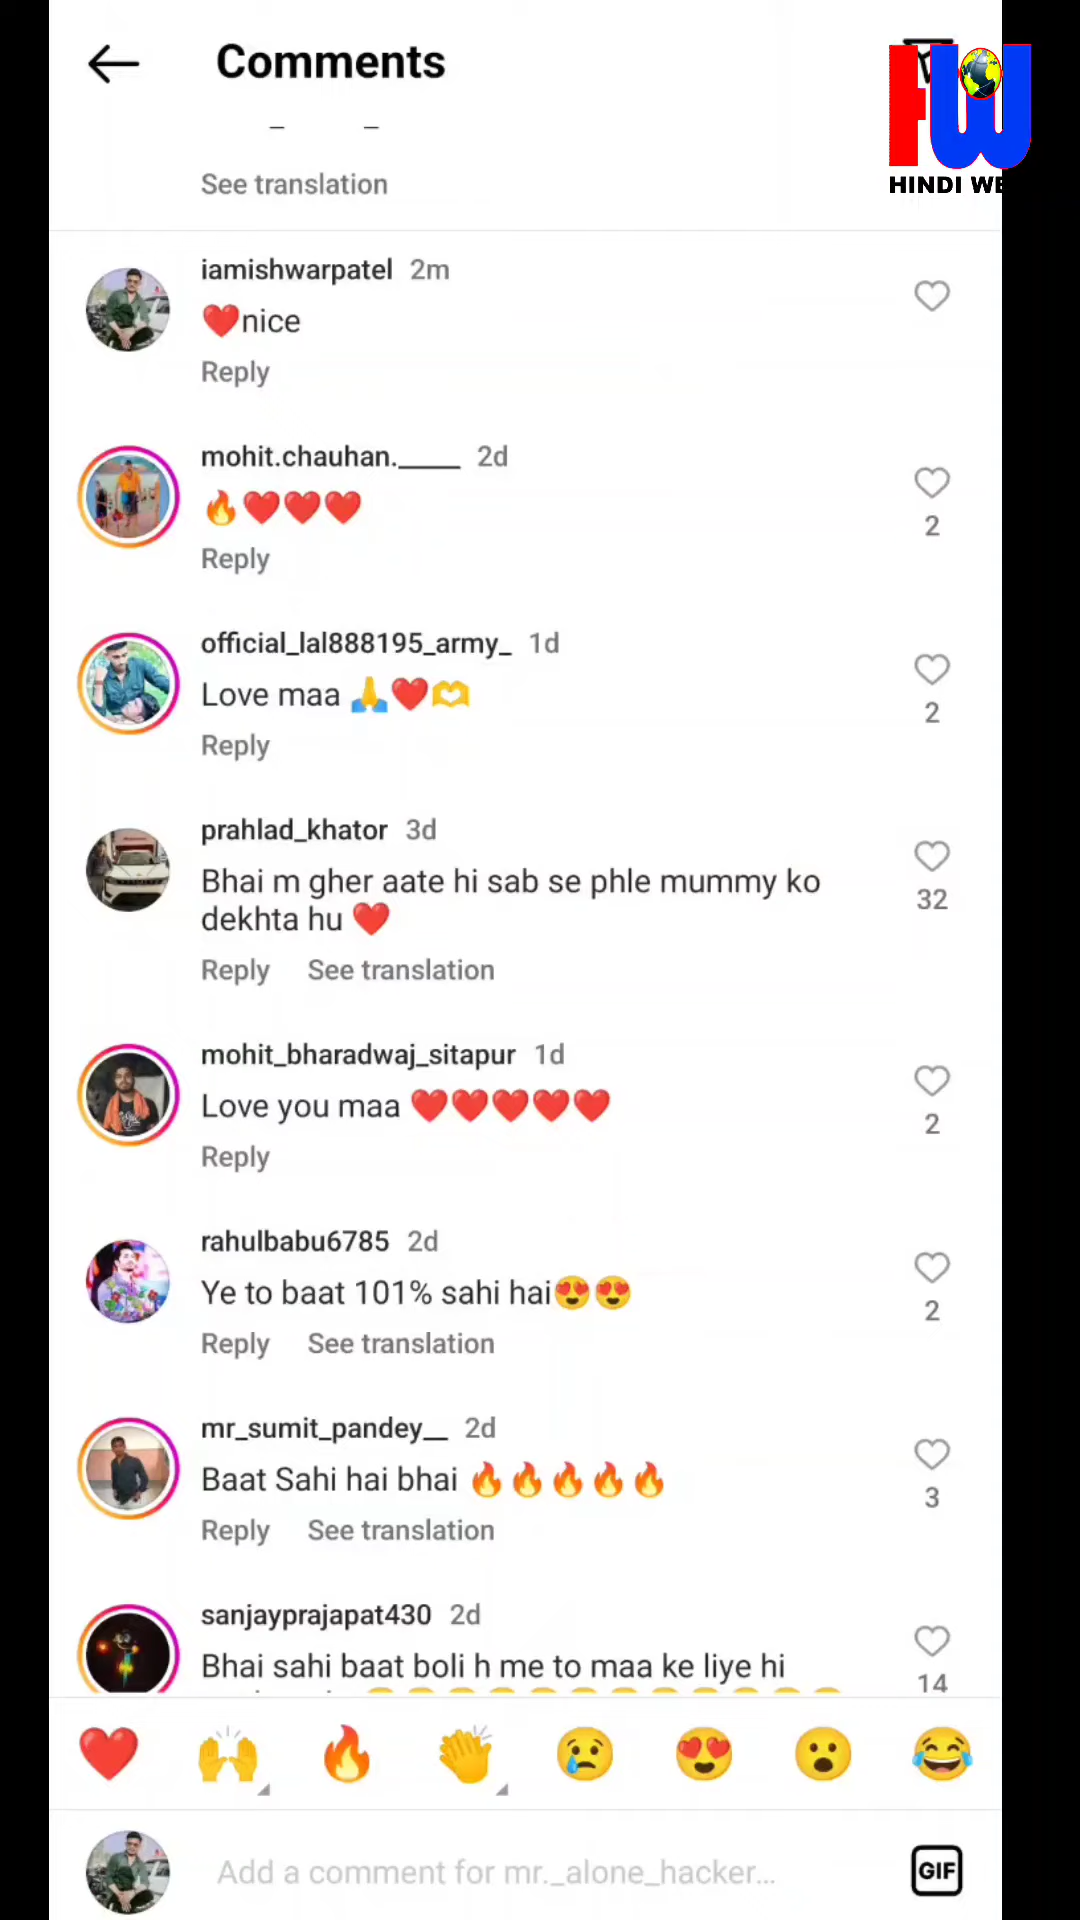 Comments
HINDI WE
See translation
iamishwarpatel 2m
❤️nice
Reply
mohit.chauhan._____ 2d
🔥❤️❤️❤️
2
Reply
official_lal888195_army_ 1d
Love maa 🙏❤️🫶
2
Reply
prahlad_khator 3d
Bhai m gher aate hi sab se phle mummy ko
dekhta hu ❤️
32
Reply See translation
mohit_bharadwaj_sitapur 1d
Love you maa ❤️❤️❤️❤️❤️
2
Reply
rahulbabu6785 2d
Ye to baat 101% sahi hai😍😍
2
Reply See translation
mr_sumit_pandey__ 2d
Baat Sahi hai bhai 🔥🔥🔥🔥🔥
3
Reply See translation
sanjayprajapat430 2d
Bhai sahi baat boli h me to maa ke liye hi
14
❤️🙌🔥👏😢😍😮😂
Add a comment for mr._alone_hacker...
GIF